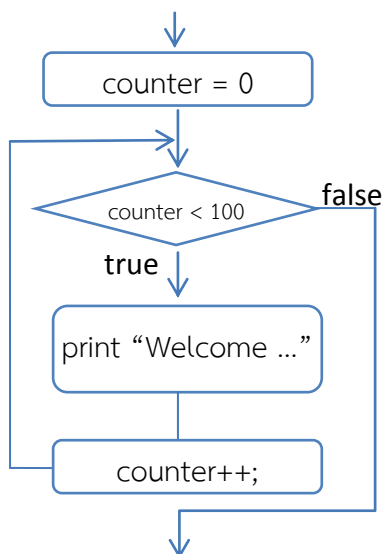 counter = 0
counter < 100
false
true
print “Welcome ...”
counter++;